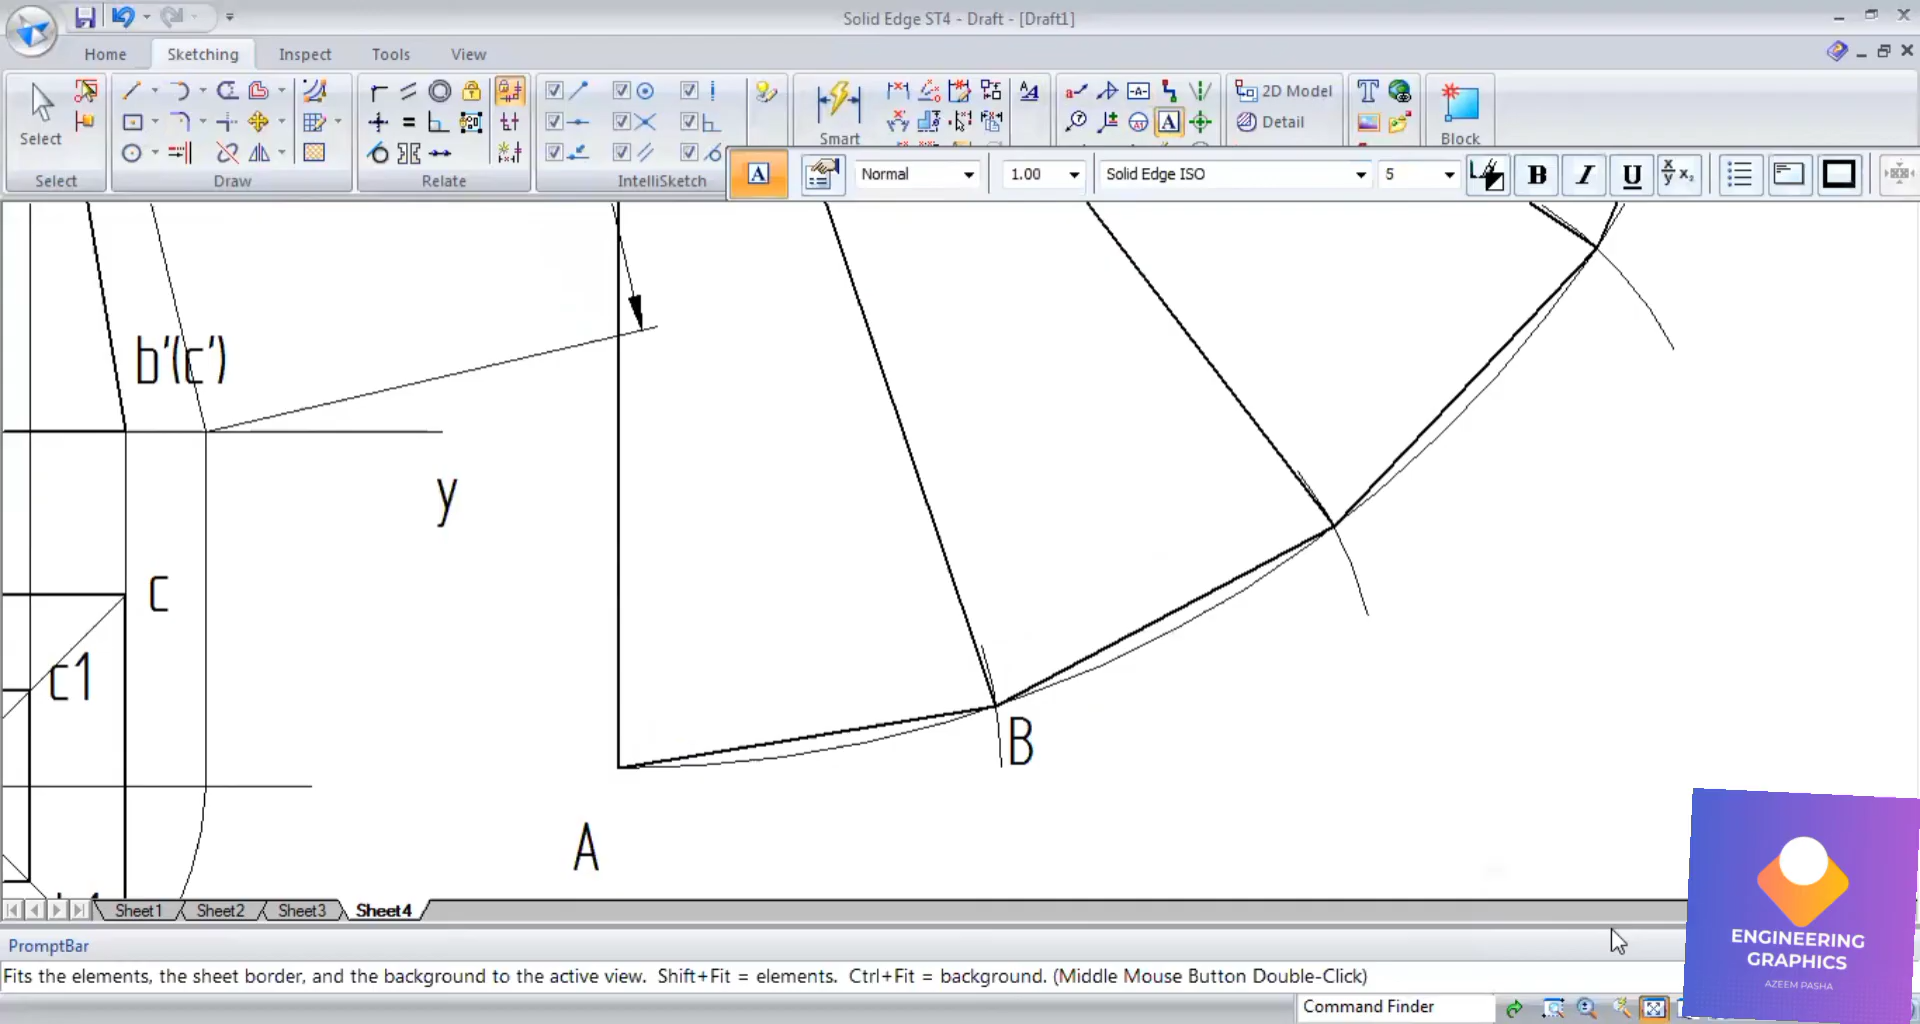 Solid Edge ST4 - Draft - [Draft1]
Home Sketching Inspect Tools View
Select
Smart
2D Model
Detail
Block
Select Draw Relate IntelliSketch
Normal 1.00 Solid Edge ISO 5 B I U
b'(c')
y
c
c1
B
A
Sheet1 Sheet2 Sheet3 Sheet4
PromptBar
Fits the elements, the sheet border, and the background to the active view. Shift+Fit = elements. Ctrl+Fit = background. (Middle Mouse Button Double-Click)
Command Finder
ENGINEERING
GRAPHICS
AZEEM PASHA